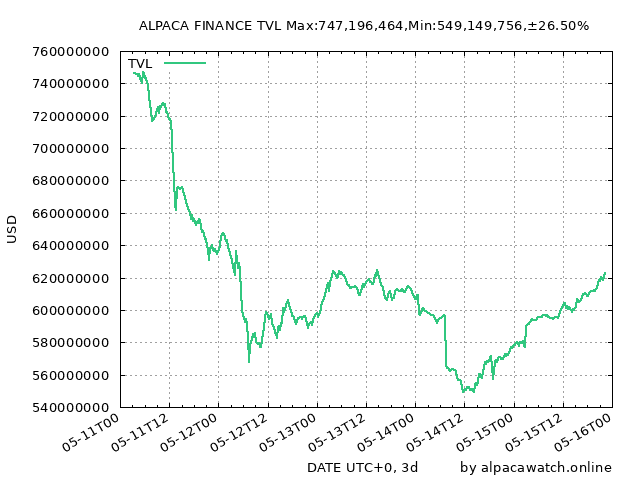 ALPACA FINANCE TVL Max:747,196,464,Min:549,149,756,±26.50%
760000000
740000000
720000000
700000000
680000000
660000000
640000000
620000000
600000000
580000000
560000000
540000000
TVL
USD
05-11T00
05-11T12
05-12T00
05-12T12
05-13T00
05-13T12
05-14T00
05-14T12
05-15T00
05-15T12
05-16T00
DATE UTC+0, 3d
by alpacawatch.online